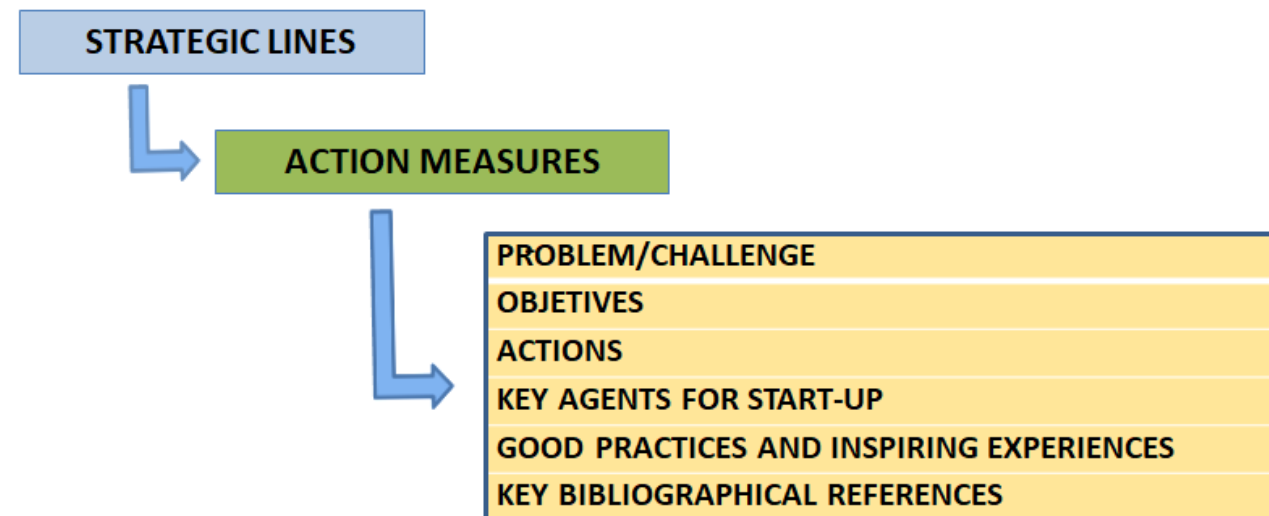 STRATEGIC LINES
ACTION MEASURES
PROBLEM/CHALLENGE
OBJETIVES
ACTIONS
KEY AGENTS FOR START-UP
GOOD PRACTICES AND INSPIRING EXPERIENCES
KEY BIBLIOGRAPHICAL REFERENCES